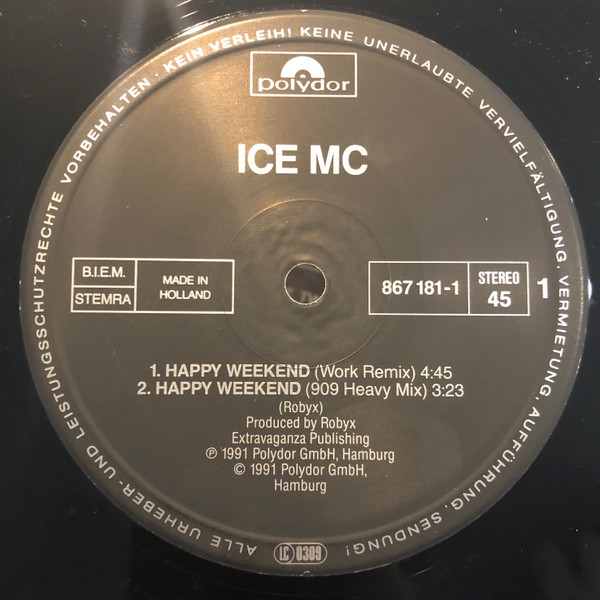 ALLE URHEBER- UND LEISTUNGSSCHUTZRECHTE VORBEHALTEN · KEIN VERLEIH! KEINE UNERLAUBTE VERVIELFÄLTIGUNG, VERMIETUNG, AUFFÜHRUNG, SENDUNG!
polydor
ICE MC
B.I.E.M.
STEMRA
MADE IN
HOLLAND
867 181-1
STEREO
45
1
1. HAPPY WEEKEND (Work Remix) 4:45
2. HAPPY WEEKEND (909 Heavy Mix) 3:23
(Robyx)
Produced by Robyx
Extravaganza Publishing
℗ 1991 Polydor GmbH, Hamburg
© 1991 Polydor GmbH,
Hamburg
LC 0309